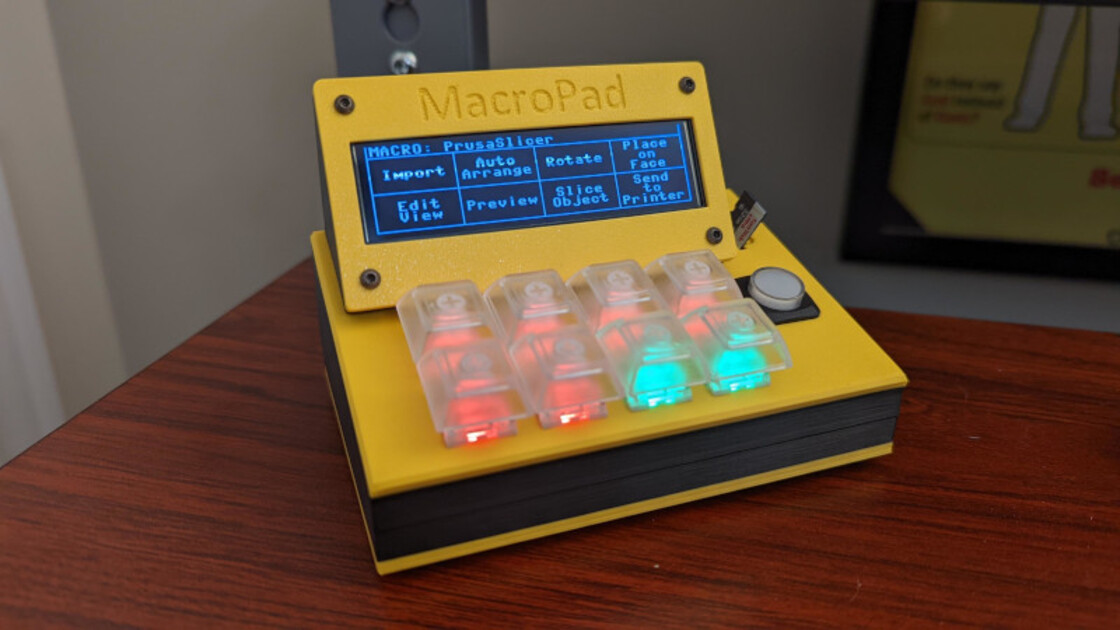 MacroPad
MACRO: PrusaSlicer
Import
Auto
Arrange
Rotate
Place
on
Face
Edit
View
Preview
Slice
Object
Send
to
Printer